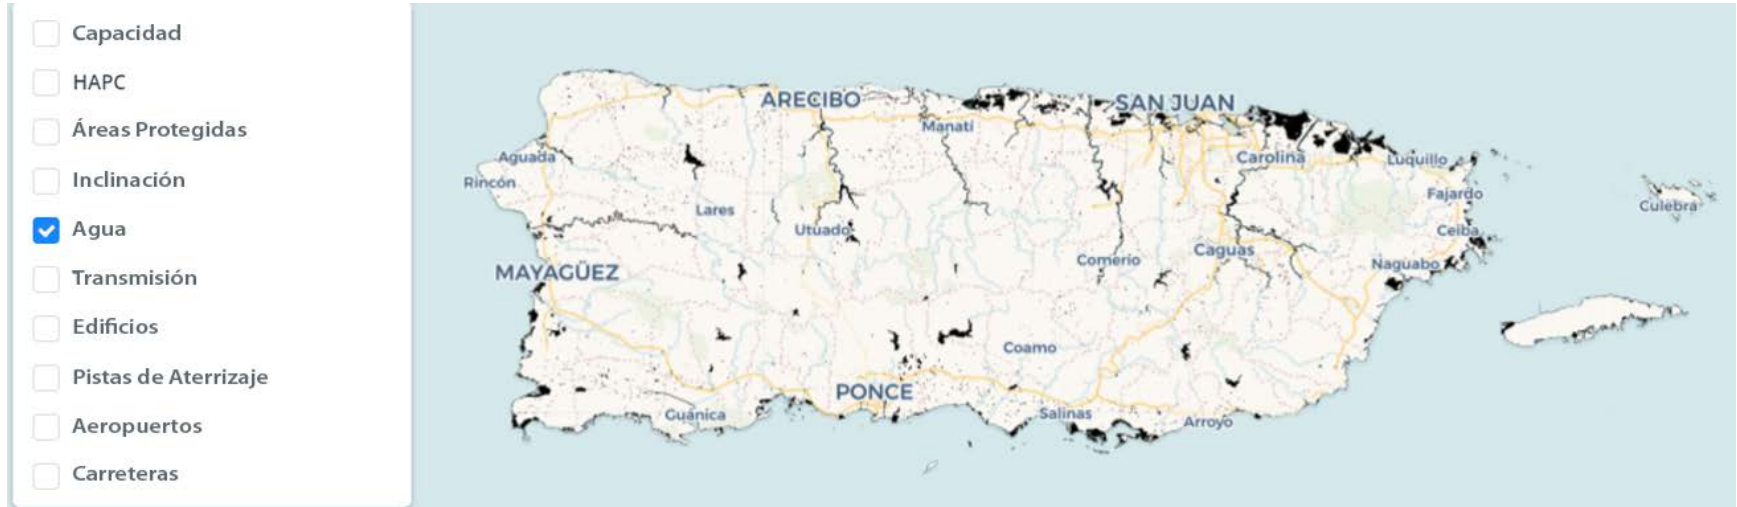 Capacidad
HAPC
Áreas Protegidas
Inclinación
Agua
Transmisión
Edificios
Pistas de Aterrizaje
Aeropuertos
Carreteras
ARECIBO
SAN JUAN
Manatí
Aguada
Carolina
Luquillo
Rincón
Fajardo
Lares
Culebra
Utuado
Ceiba
Caguas
Comerío
Naguabo
MAYAGÜEZ
Coamo
PONCE
Guánica
Salinas
Arroyo